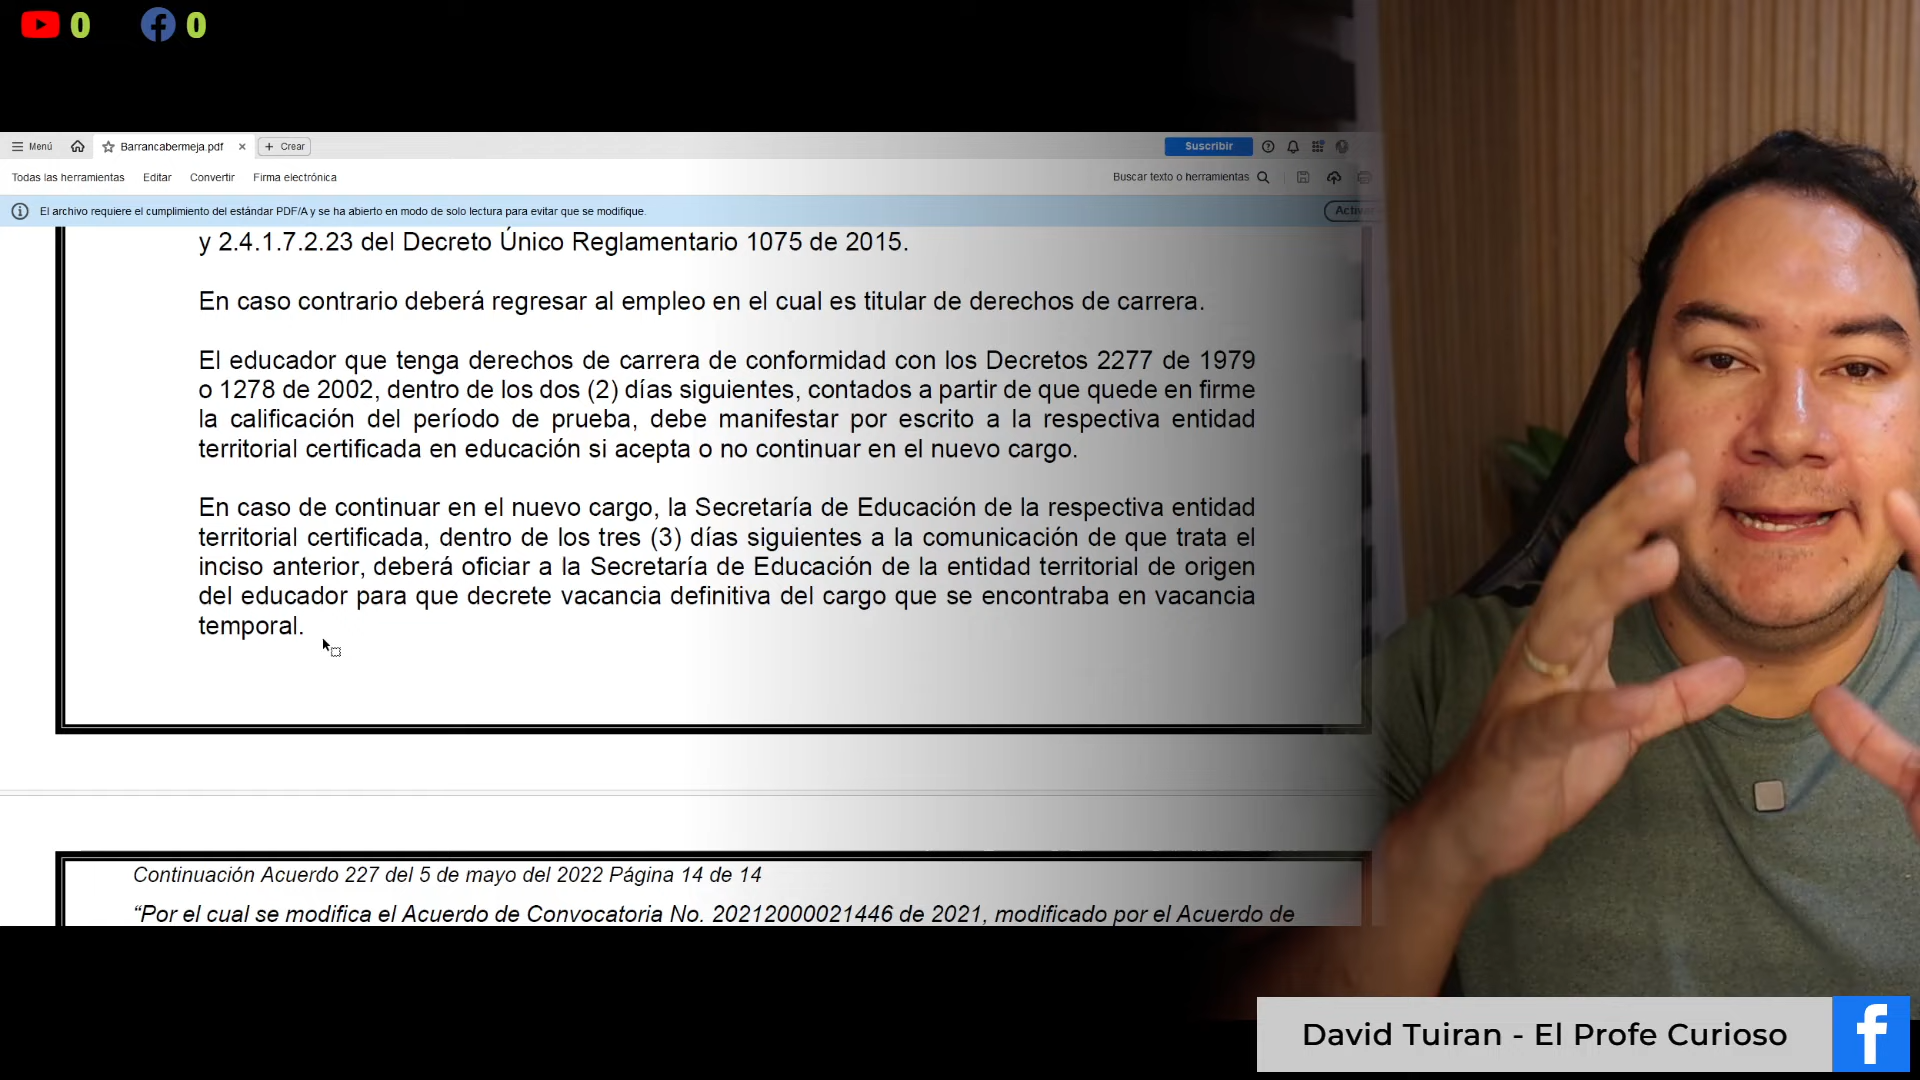 0 0
Menú Barrancabermeja.pdf Crear Suscribir
Todas las herramientas Editar Convertir Firma electrónica Buscar texto o herramientas
El archivo requiere el cumplimiento del estándar PDF/A y se ha abierto en modo de solo lectura para evitar que se modifique.
y 2.4.1.7.2.23 del Decreto Único Reglamentario 1075 de 2015.
En caso contrario deberá regresar al empleo en el cual es titular de derechos de carrera.
El educador que tenga derechos de carrera de conformidad con los Decretos 2277 de 1979
o 1278 de 2002, dentro de los dos (2) días siguientes, contados a partir de que quede en firme
la calificación del período de prueba, debe manifestar por escrito a la respectiva entidad
territorial certificada en educación si acepta o no continuar en el nuevo cargo.
En caso de continuar en el nuevo cargo, la Secretaría de Educación de la respectiva entidad
territorial certificada, dentro de los tres (3) días siguientes a la comunicación de que trata el
inciso anterior, deberá oficiar a la Secretaría de Educación de la entidad territorial de origen
del educador para que decrete vacancia definitiva del cargo que se encontraba en vacancia
temporal.
Continuación Acuerdo 227 del 5 de mayo del 2022 Página 14 de 14
“Por el cual se modifica el Acuerdo de Convocatoria No. 20212000021446 de 2021, modificado por el Acuerdo de
David Tuiran - El Profe Curioso